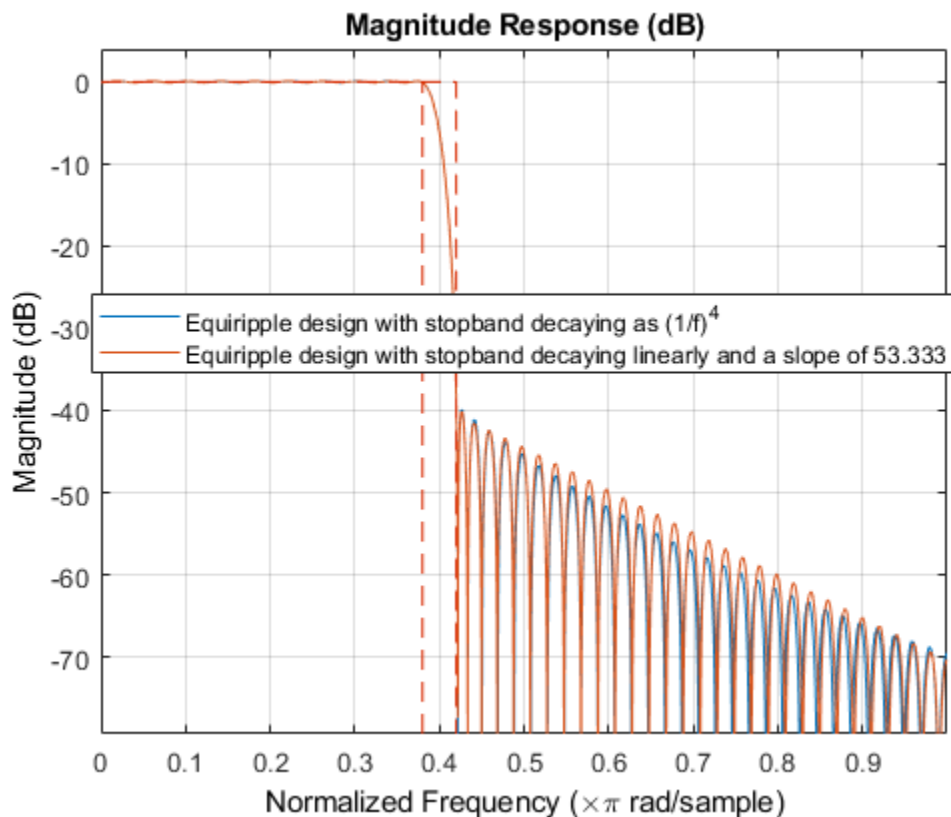 Magnitude Response (dB)
0
-10
-20
-30
-40
-50
-60
-70
Magnitude (dB)
Equiripple design with stopband decaying as (1/f)^4
Equiripple design with stopband decaying linearly and a slope of 53.333
0 0.1 0.2 0.3 0.4 0.5 0.6 0.7 0.8 0.9
Normalized Frequency (×π rad/sample)